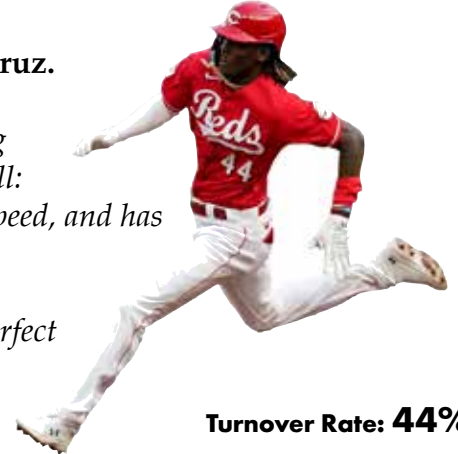 ruz.
g
ll:
peed, and has
rfect
Reds
44
Turnover Rate: 44%